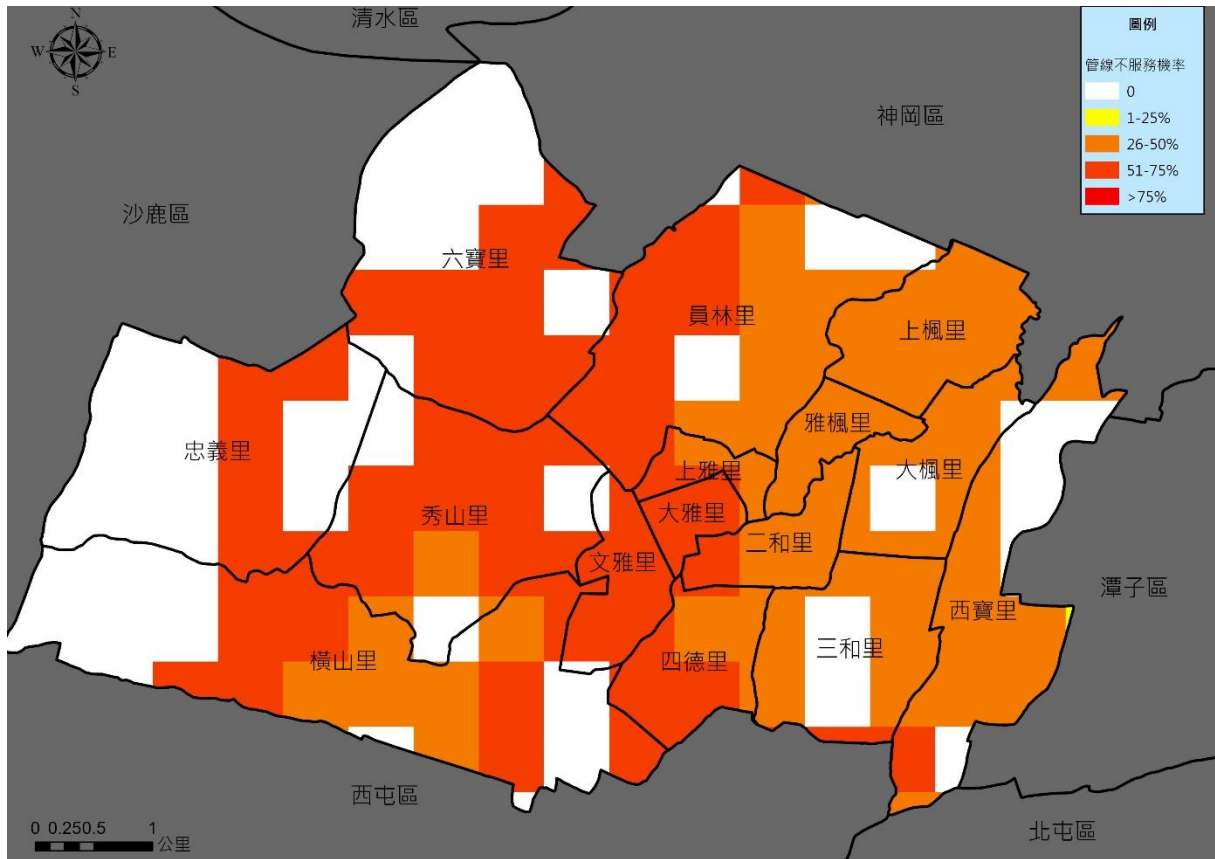 清水區
N
W E
S
圖例
管線不服務機率
0
1-25%
26-50%
51-75%
>75%
神岡區
沙鹿區
六寶里
員林里
上楓里
雅楓里
忠義里
上雅里
大楓里
秀山里
大雅里
二和里
文雅里
潭子區
西寶里
橫山里
四德里
三和里
西屯區
北屯區
0 0.250.5 1
公里